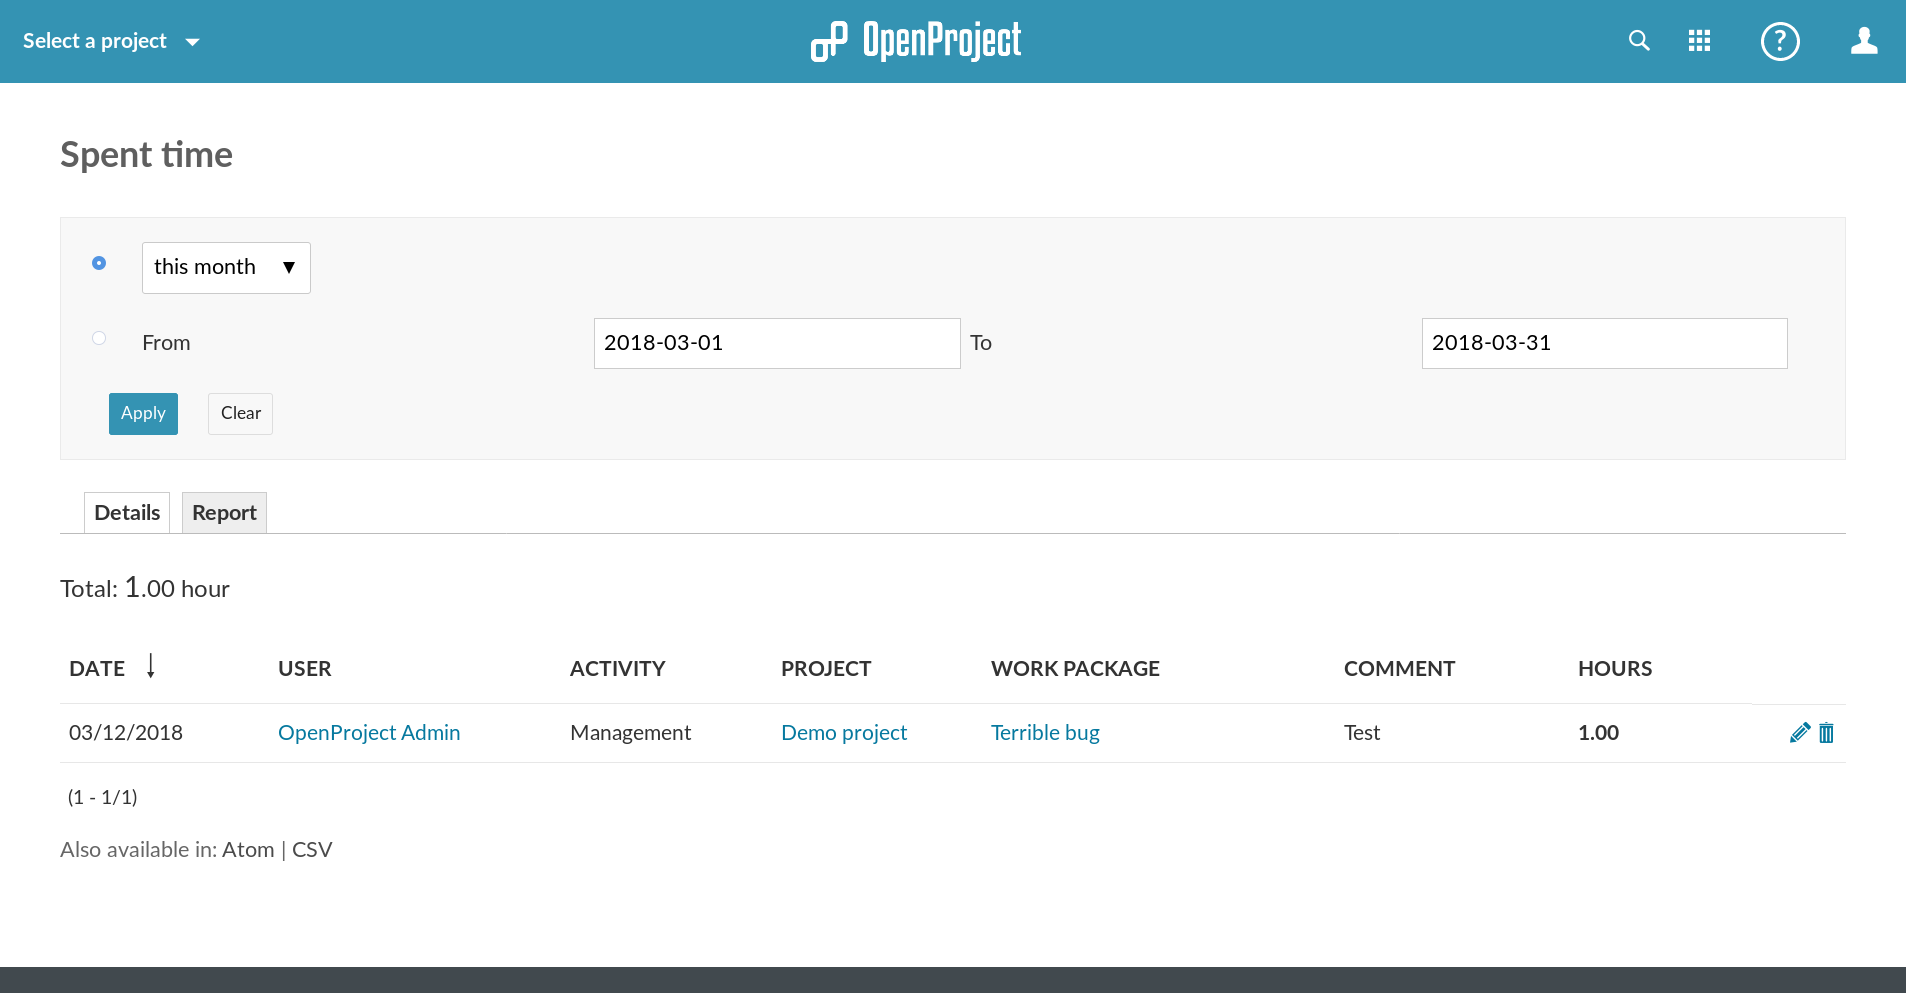 Select a project
OpenProject
?
Spent time
this month
From 2018-03-01 To 2018-03-31
Apply Clear
Details Report
Total: 1.00 hour
DATE USER ACTIVITY PROJECT WORK PACKAGE COMMENT HOURS
03/12/2018 OpenProject Admin Management Demo project Terrible bug Test 1.00
(1 - 1/1)
Also available in: Atom | CSV